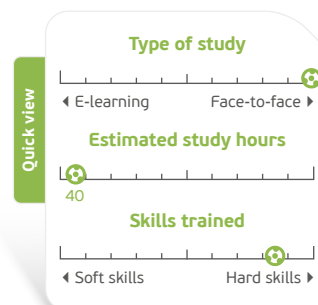 Quick view
Type of study
E-learning Face-to-face
Estimated study hours
40
Skills trained
Soft skills Hard skills